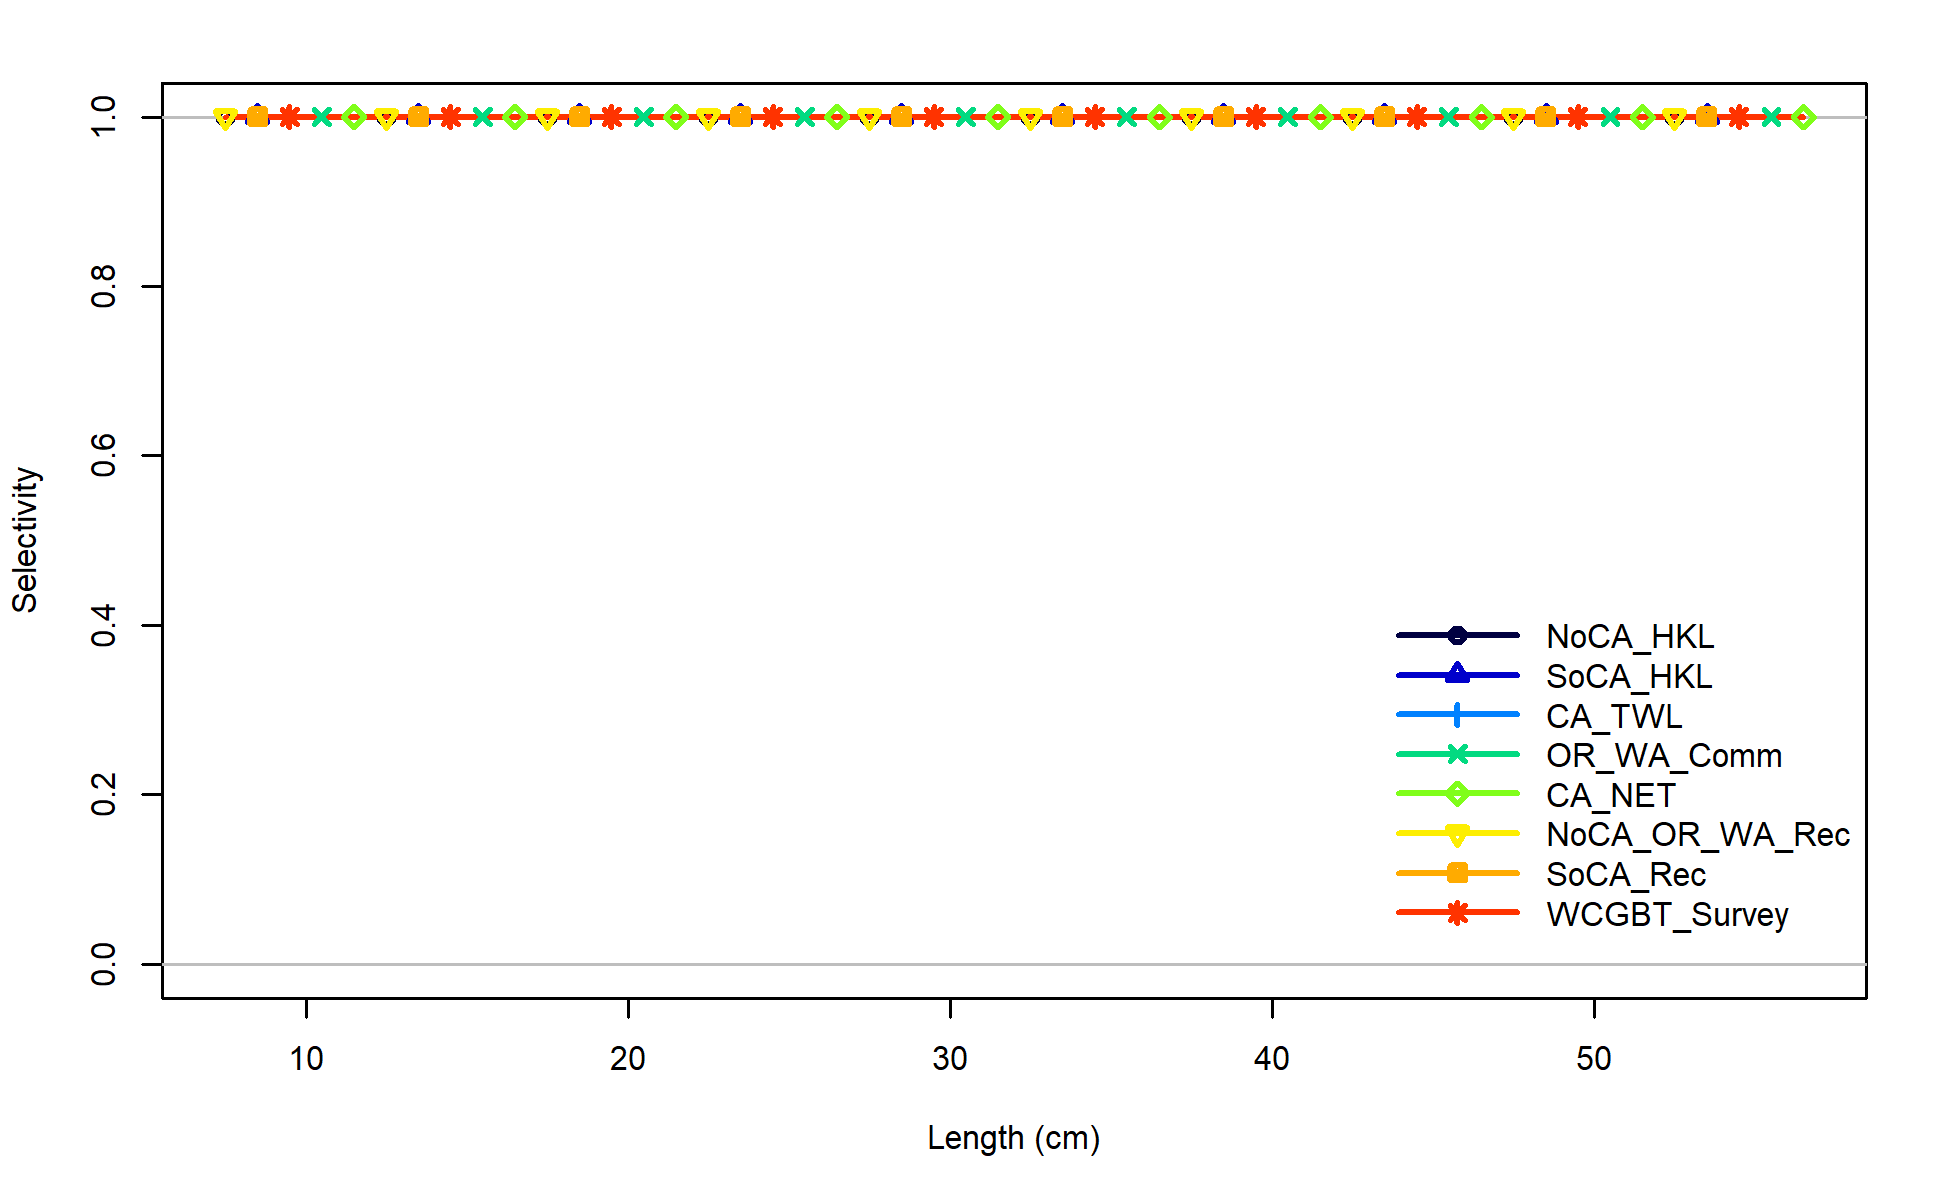 Selectivity
1.0
0.8
0.6
0.4
0.2
0.0
NoCA_HKL
SoCA_HKL
CA_TWL
OR_WA_Comm
CA_NET
NoCA_OR_WA_Rec
SoCA_Rec
WCGBT_Survey
10 20 30 40 50
Length (cm)